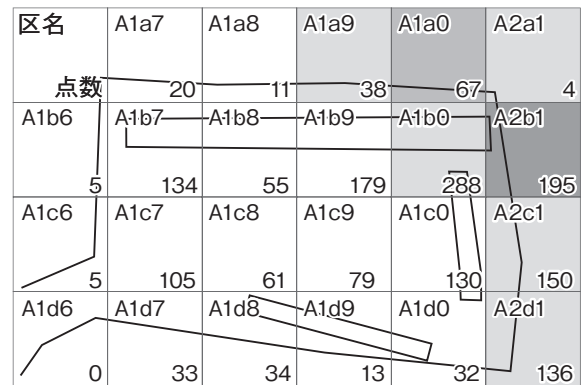 区名 A1a7 A1a8 A1a9 A1a0 A2a1
点数 20 11 38 67 4
A1b6 A1b7 A1b8 A1b9 A1b0 A2b1
5 134 55 179 288 195
A1c6 A1c7 A1c8 A1c9 A1c0 A2c1
5 105 61 79 130 150
A1d6 A1d7 A1d8 A1d9 A1d0 A2d1
0 33 34 13 32 136